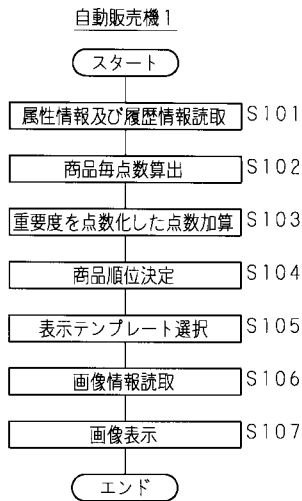 自動販売機1
スタート
属性情報及び履歴情報読取 S101
商品毎点数算出 S102
重要度を点数化した点数加算 S103
商品順位決定 S104
表示テンプレート選択 S105
画像情報読取 S106
画像表示 S107
エンド